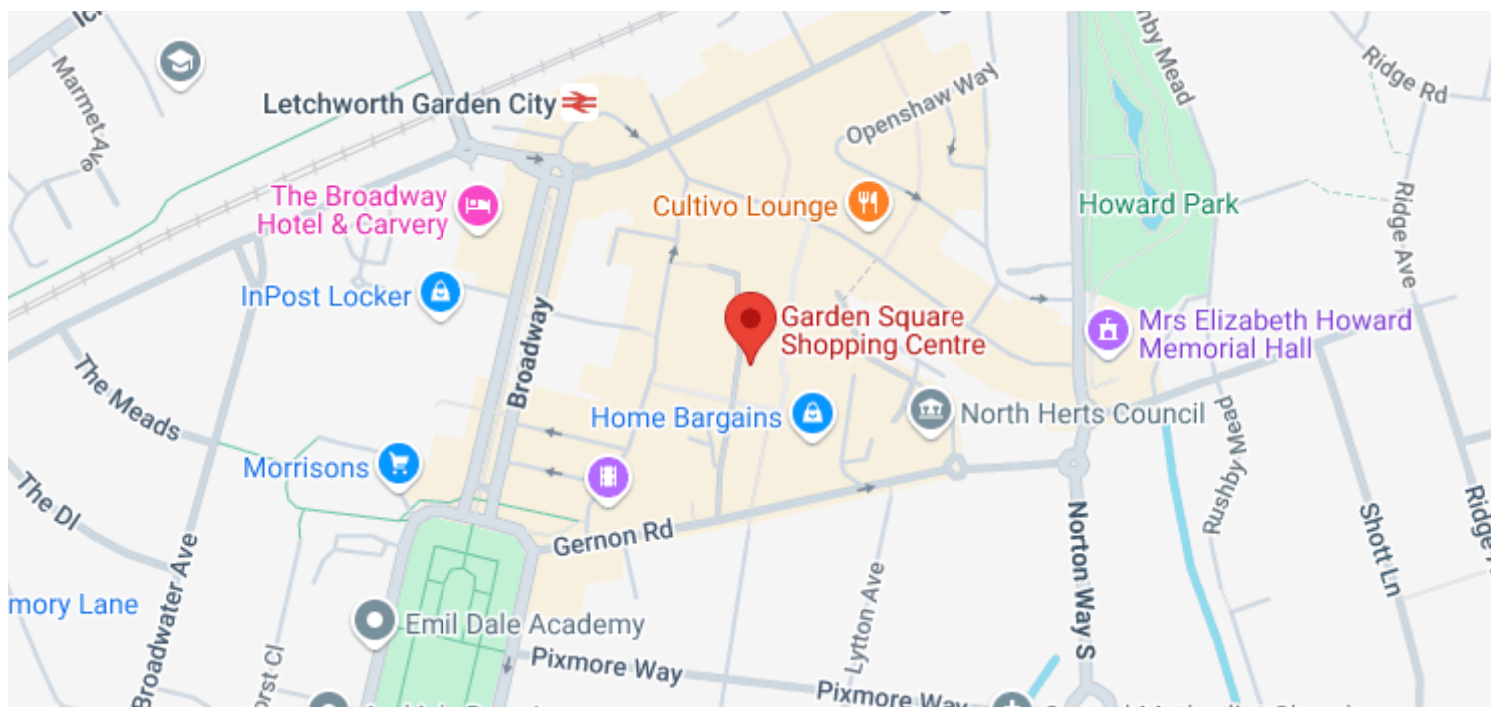 Marmet Ave
Letchworth Garden City
Openshaw Way
Rushby Mead
Ridge Rd
The Broadway
Hotel & Carvery
Cultivo Lounge
Howard Park
Ridge Ave
InPost Locker
Broadway
Garden Square
Shopping Centre
Mrs Elizabeth Howard
Memorial Hall
The Meads
Home Bargains
North Herts Council
Morrisons
Rushby Mead
The Dl
Gernon Rd
Norton Way S
Shott Ln
Ridge
Broadwater Ave
mory Lane
Emil Dale Academy
Lytton Ave
Pixmore Way
Pixmore Way